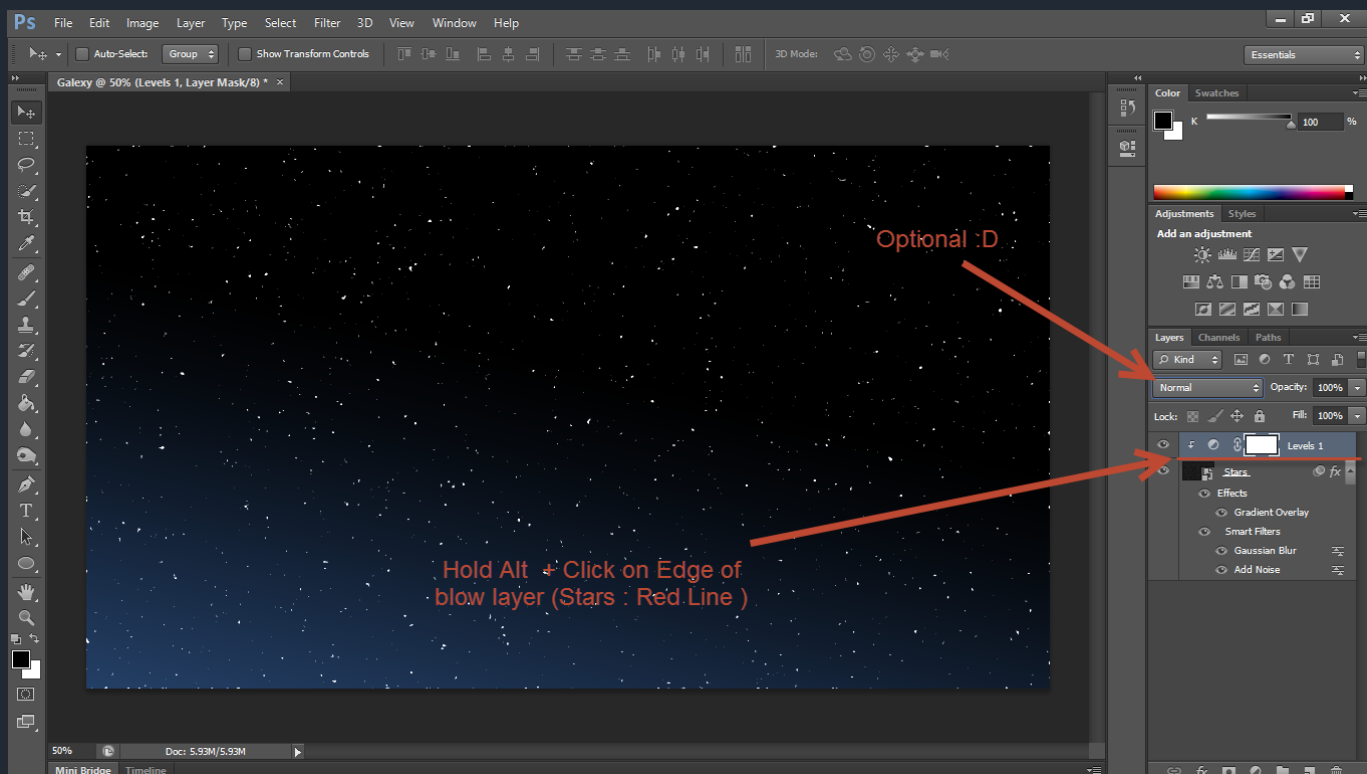 Ps File Edit Image Layer Type Select Filter 3D View Window Help
Auto-Select: Group Show Transform Controls 3D Mode: Essentials
Galexy @ 50% (Levels 1, Layer Mask/8) * ×
Color Swatches
K 100 %
Adjustments Styles
Add an adjustment
Optional :D
Layers Channels Paths
Kind
Normal Opacity: 100%
Lock: Fill: 100%
Levels 1
Stars
fx
Effects
Gradient Overlay
Smart Filters
Gaussian Blur
Add Noise
Hold Alt + Click on Edge of
blow layer (Stars : Red Line )
50% Doc: 5.93M/5.93M
Mini Bridge Timeline
fx